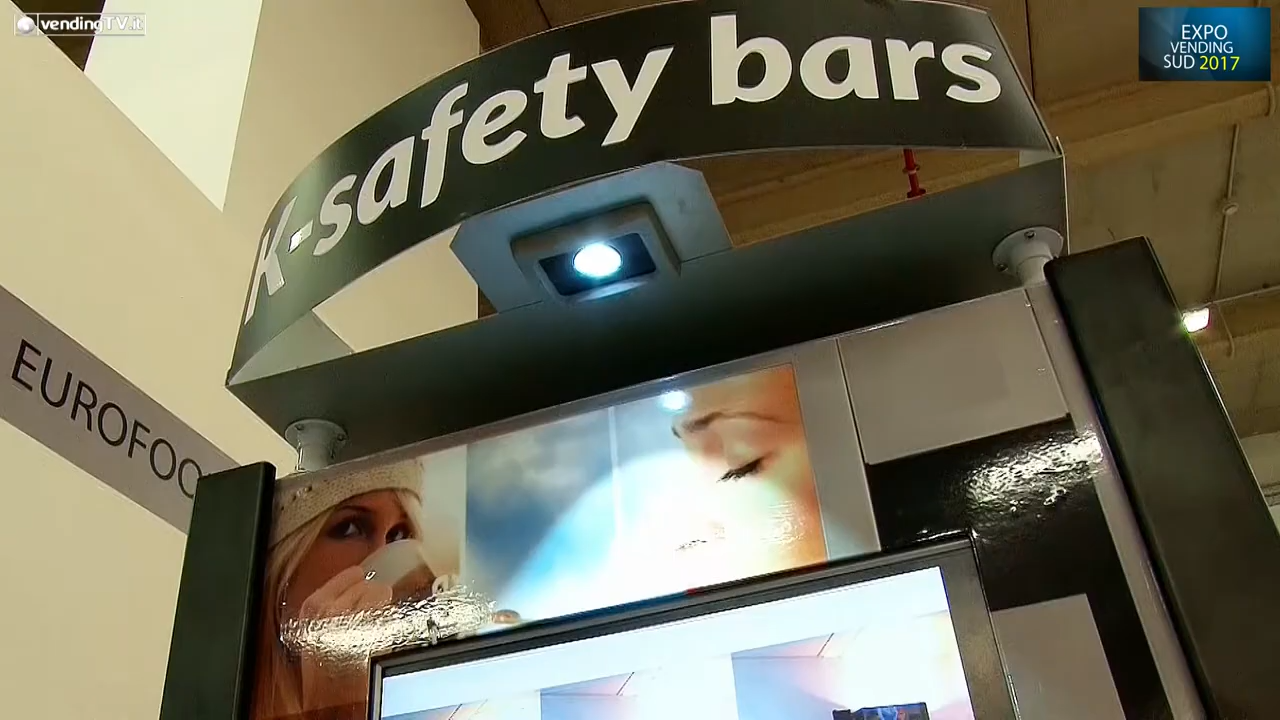 vendingTV.it
EXPO
VENDING
SUD 2017
K-safety bars
EUROFOO